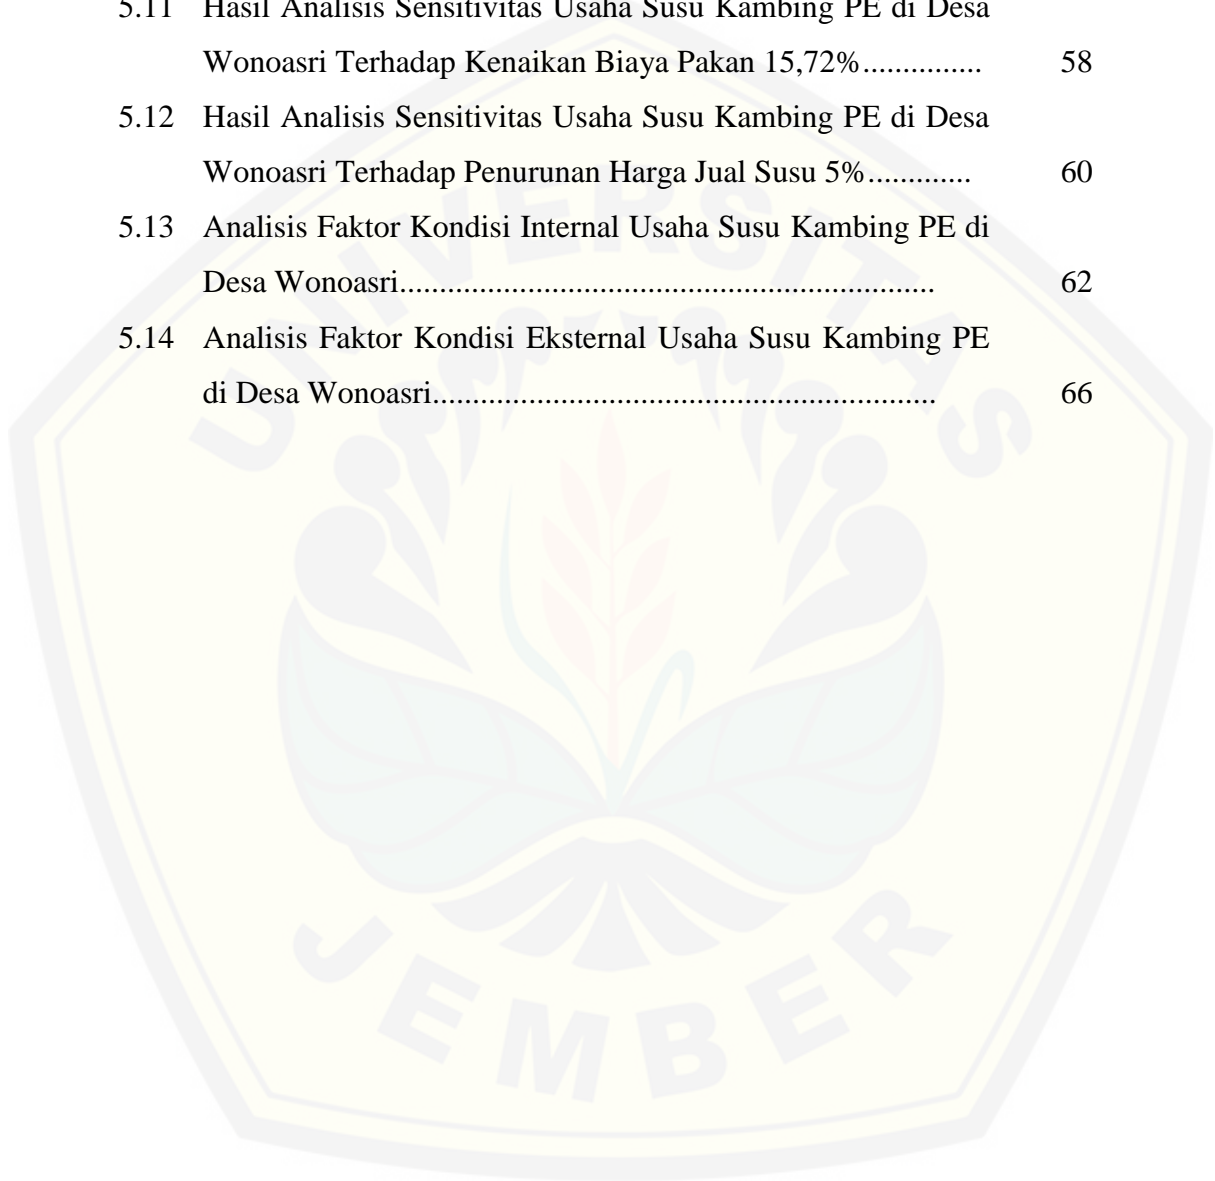 5.11 Hasil Analisis Sensitivitas Usaha Susu Kambing PE di Desa
Wonoasri Terhadap Kenaikan Biaya Pakan 15,72%............... 58
5.12 Hasil Analisis Sensitivitas Usaha Susu Kambing PE di Desa
Wonoasri Terhadap Penurunan Harga Jual Susu 5%............. 60
5.13 Analisis Faktor Kondisi Internal Usaha Susu Kambing PE di
Desa Wonoasri................................................................... 62
5.14 Analisis Faktor Kondisi Eksternal Usaha Susu Kambing PE
di Desa Wonoasri............................................................... 66
UNIVERSITAS
JEMBER